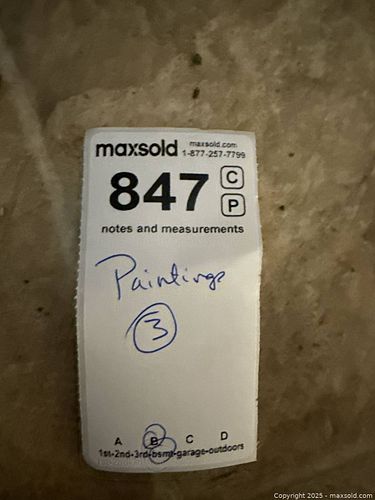 maxsold maxsold.com
1-877-257-7799
847 C
P
notes and measurements
Paintings
3
A B C D
1st-2nd-3rd-bsmt-garage-outdoors
Copyright © 2025 - maxsold.com